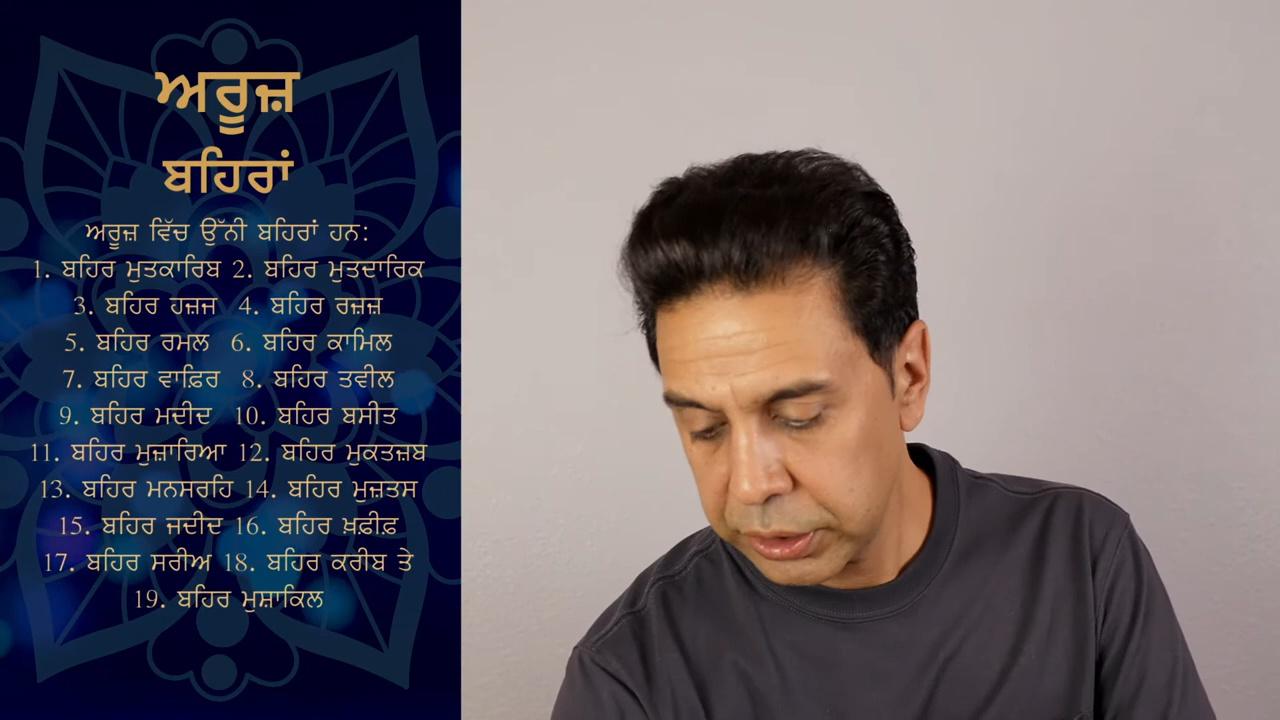 ਅਰੂਜ਼
ਬਹਿਰਾਂ
ਅਰੂਜ਼ ਵਿੱਚ ਉੱਨੀ ਬਹਿਰਾਂ ਹਨ:
1. ਬਹਿਰ ਮੁਤਕਾਰਿਬ 2. ਬਹਿਰ ਮੁਤਦਾਰਿਕ
3. ਬਹਿਰ ਹਜ਼ਜ 4. ਬਹਿਰ ਰਜ਼ਜ਼
5. ਬਹਿਰ ਰਮਲ 6. ਬਹਿਰ ਕਾਮਿਲ
7. ਬਹਿਰ ਵਾਫ਼ਿਰ 8. ਬਹਿਰ ਤਵੀਲ
9. ਬਹਿਰ ਮਦੀਦ 10. ਬਹਿਰ ਬਸੀਤ
11. ਬਹਿਰ ਮੁਜ਼ਾਰਿਆ 12. ਬਹਿਰ ਮੁਕਤਜ਼ਬ
13. ਬਹਿਰ ਮਨਸਰਹਿ 14. ਬਹਿਰ ਮੁਜ਼ਤਸ
15. ਬਹਿਰ ਜਦੀਦ 16. ਬਹਿਰ ਖ਼ਫ਼ੀਫ਼
17. ਬਹਿਰ ਸਰੀਅ 18. ਬਹਿਰ ਕਰੀਬ ਤੇ
19. ਬਹਿਰ ਮੁਸ਼ਾਕਿਲ